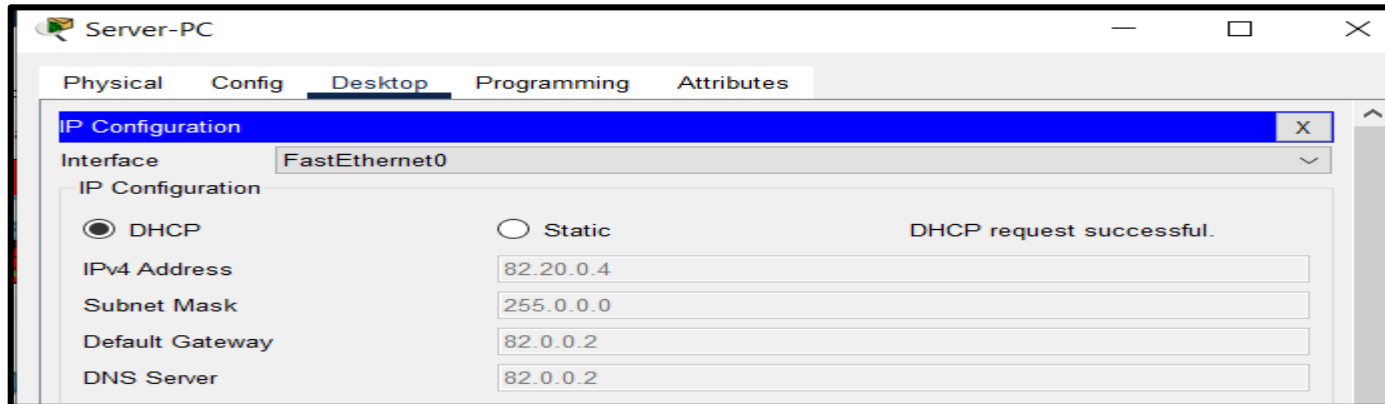 Server-PC
Physical Config Desktop Programming Attributes
IP Configuration X
Interface FastEthernet0
IP Configuration
DHCP Static DHCP request successful.
IPv4 Address 82.20.0.4
Subnet Mask 255.0.0.0
Default Gateway 82.0.0.2
DNS Server 82.0.0.2